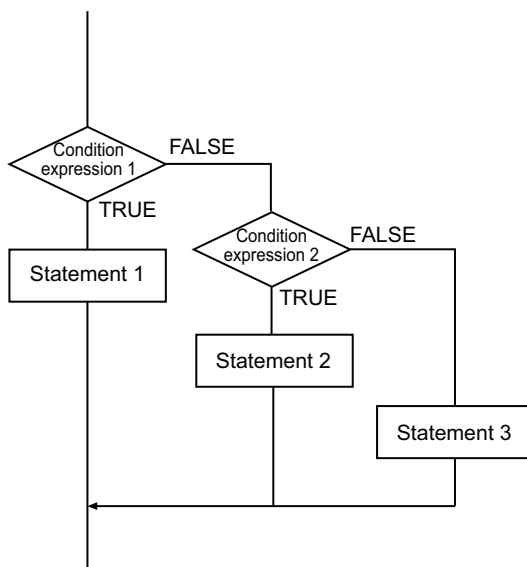 Condition
expression 1
FALSE
TRUE
Statement 1
Condition
expression 2
FALSE
TRUE
Statement 2
Statement 3